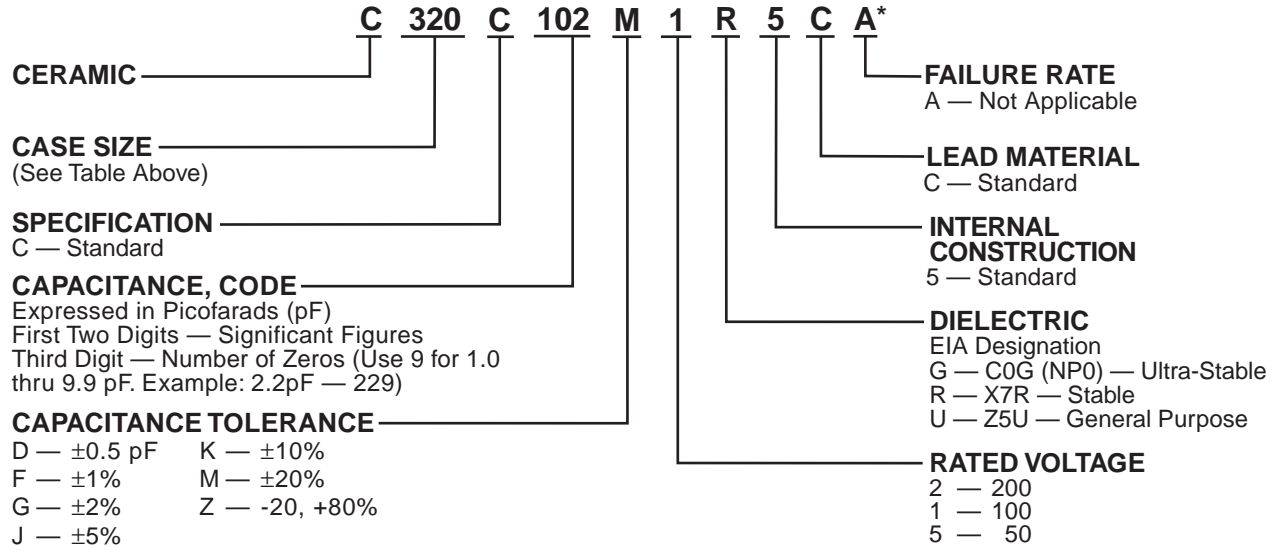 C 320 C 102 M 1 R 5 C A*
CERAMIC
CASE SIZE
(See Table Above)
SPECIFICATION
C — Standard
CAPACITANCE, CODE
Expressed in Picofarads (pF)
First Two Digits — Significant Figures
Third Digit — Number of Zeros (Use 9 for 1.0
thru 9.9 pF. Example: 2.2pF — 229)
CAPACITANCE TOLERANCE
D — ±0.5 pF K — ±10%
F — ±1% M — ±20%
G — ±2% Z — -20, +80%
J — ±5%
FAILURE RATE
A — Not Applicable
LEAD MATERIAL
C — Standard
INTERNAL
CONSTRUCTION
5 — Standard
DIELECTRIC
EIA Designation
G — C0G (NP0) — Ultra-Stable
R — X7R — Stable
U — Z5U — General Purpose
RATED VOLTAGE
2 — 200
1 — 100
5 — 50